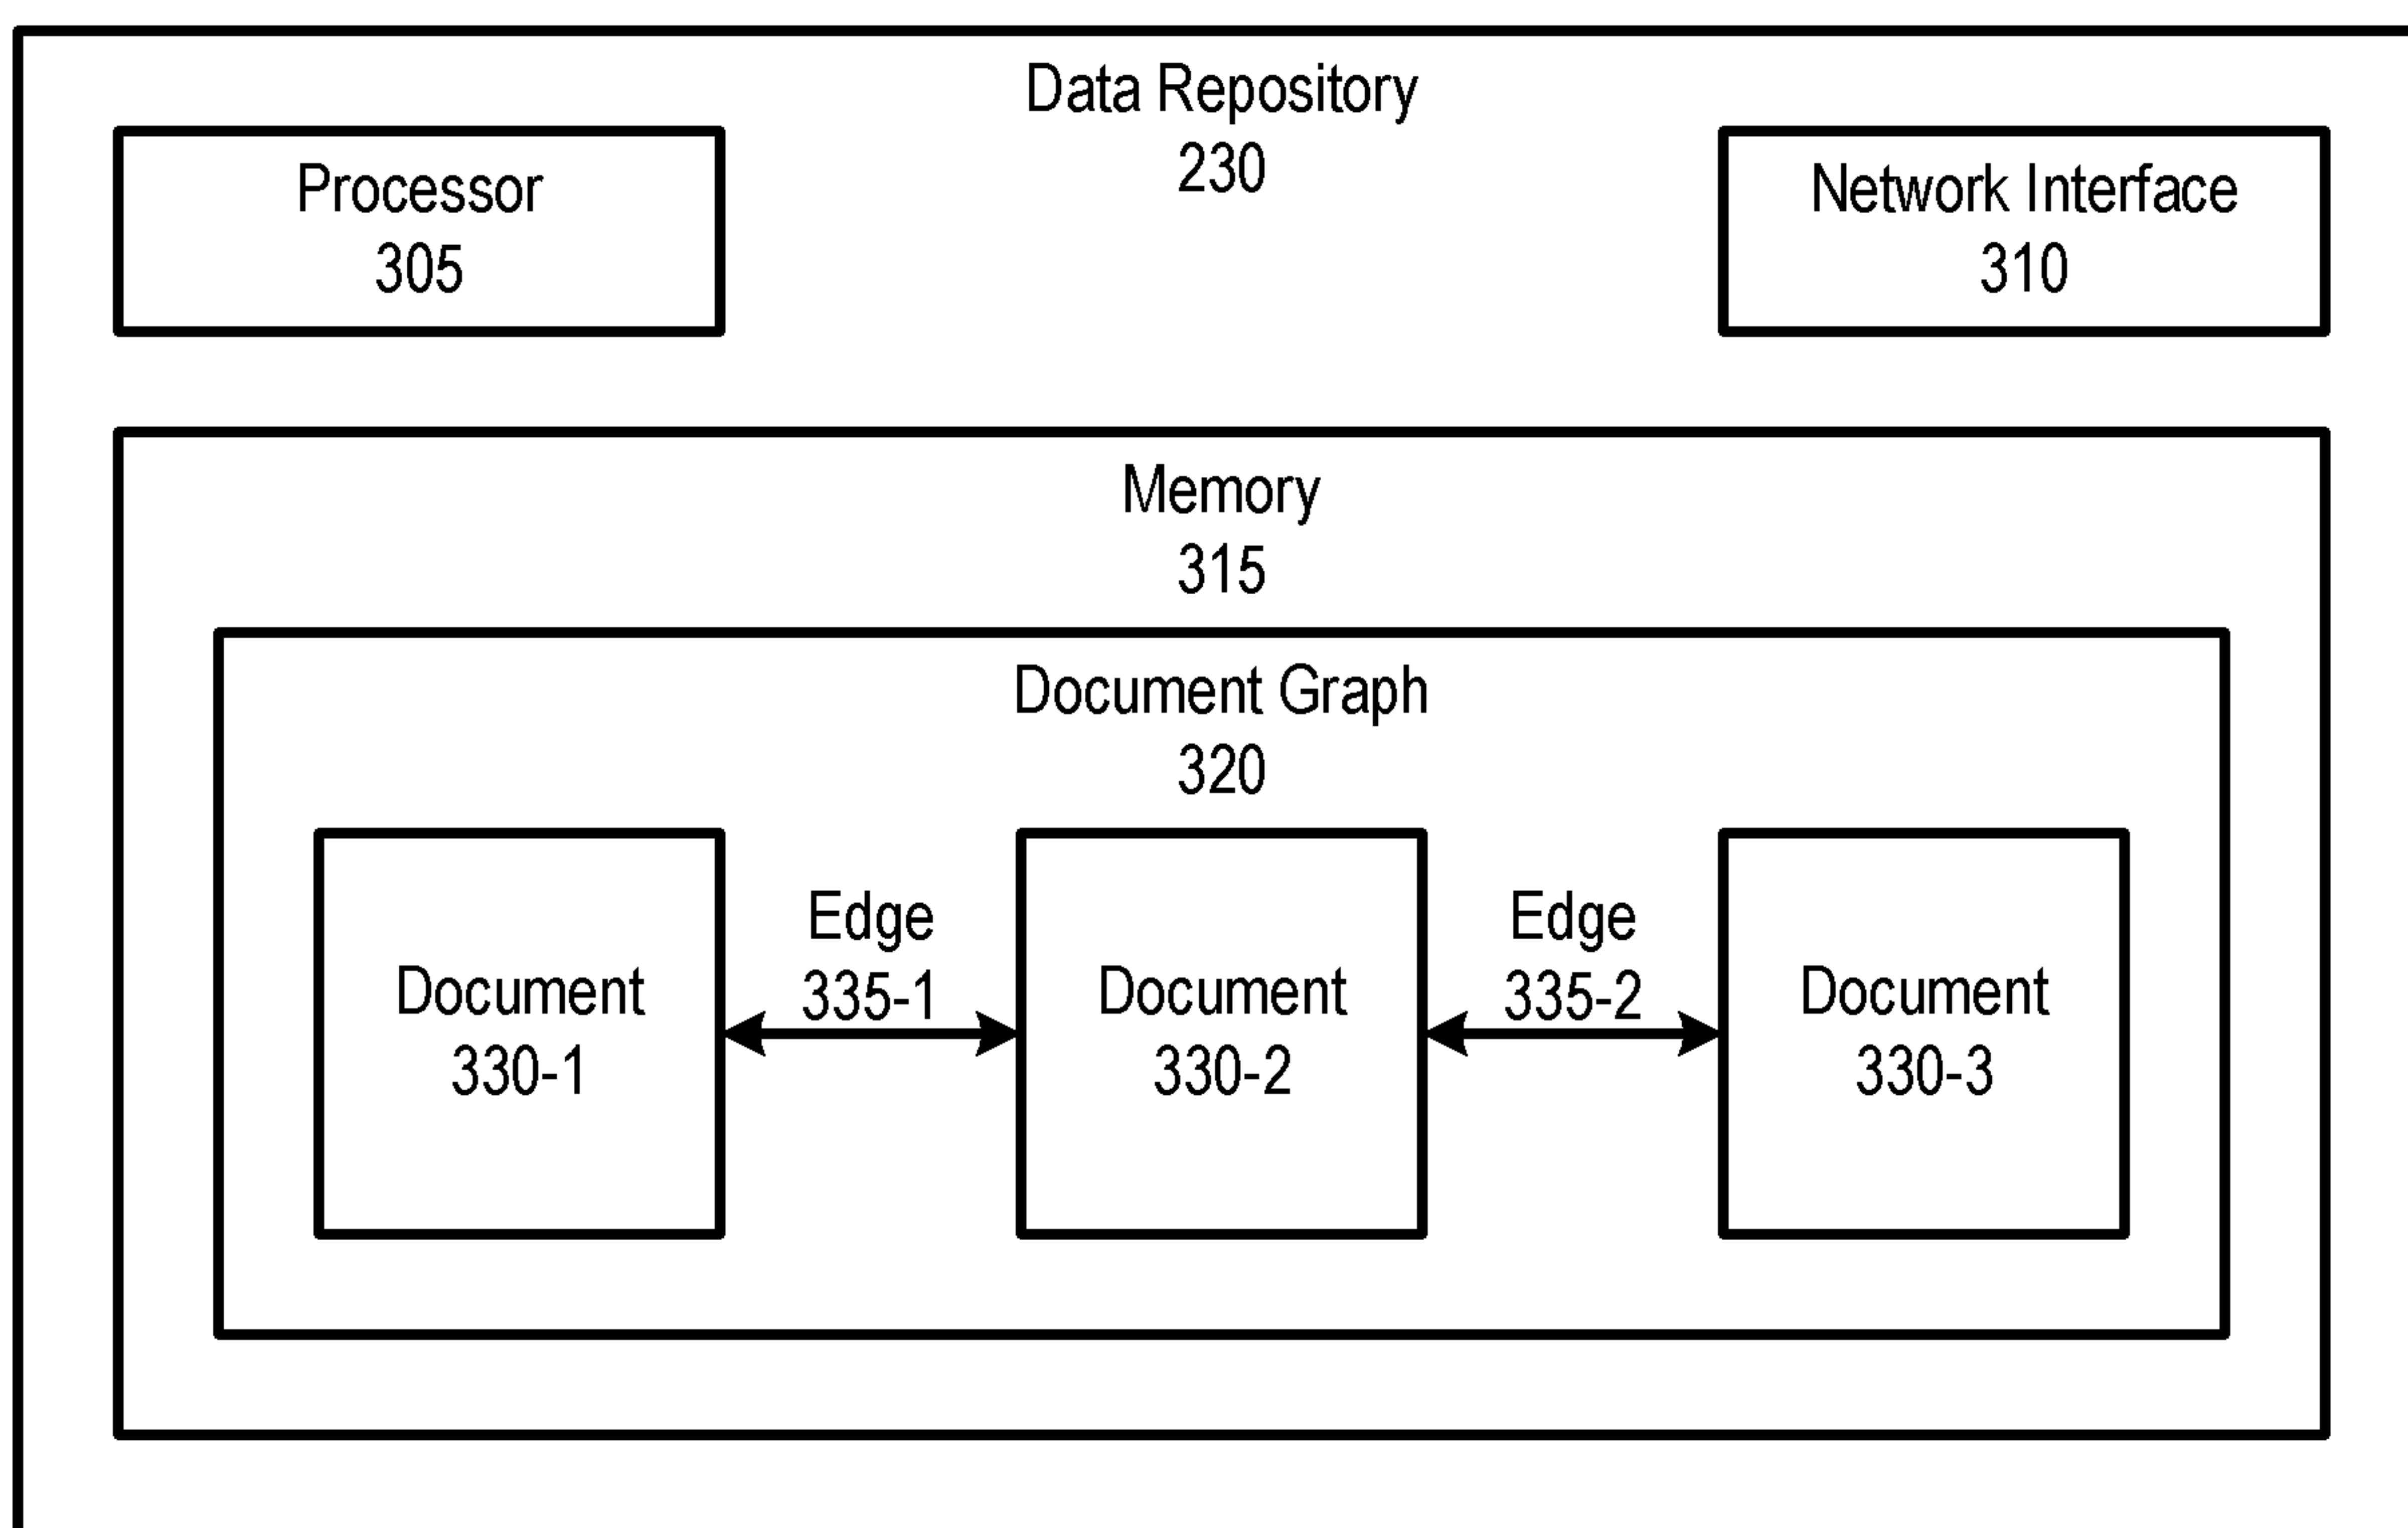 Data Repository
230
Processor
305
Network Interface
310
Memory
315
Document Graph
320
Document
330-1
Edge
335-1
Document
330-2
Edge
335-2
Document
330-3